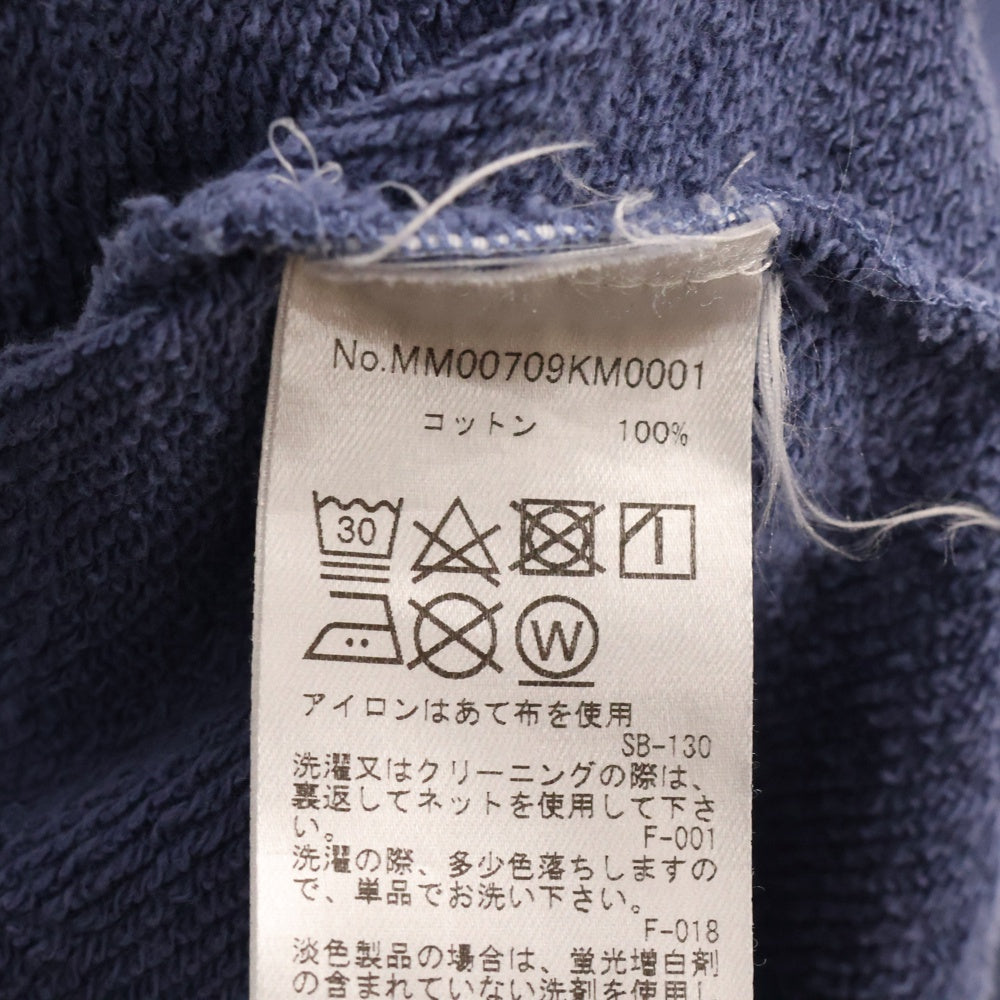 No.MM00709KM0001
コットン 100%
30
W
アイロンはあて布を使用
SB-130
洗濯又はクリーニングの際は、
裏返してネットを使用して下さ
い。
F-001
洗濯の際、多少色落ちしますの
で、単品でお洗い下さい。
F-018
淡色製品の場合は、蛍光増白剤
の含まれていない洗剤を使用し